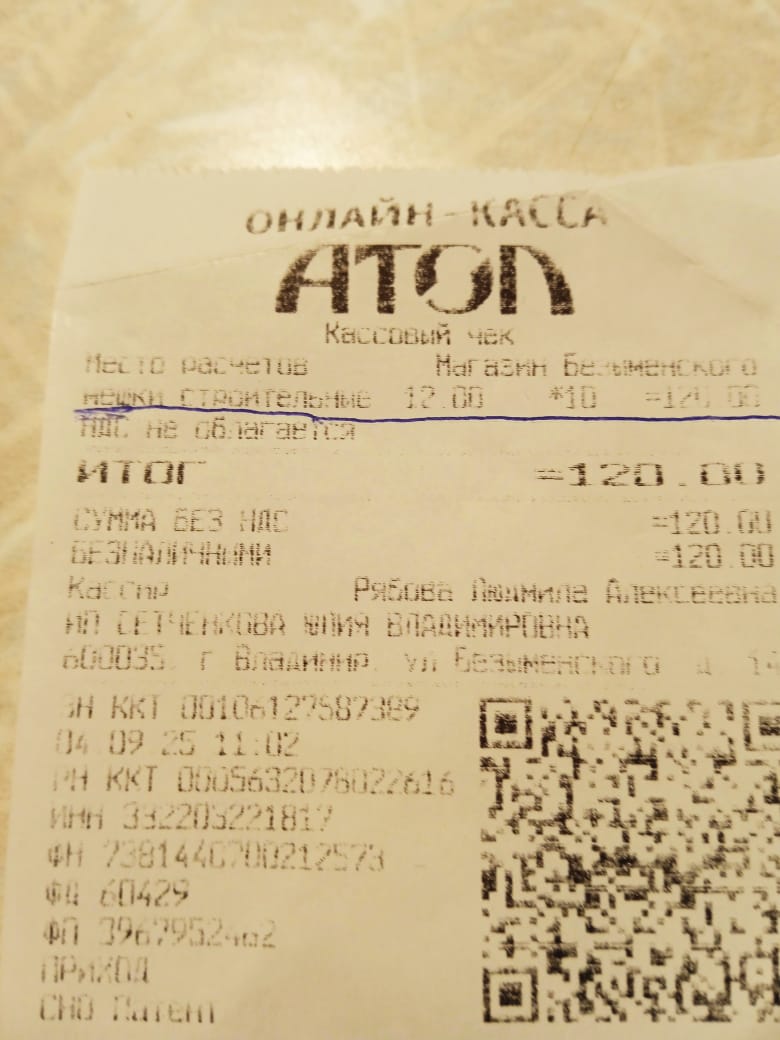 ОНЛАЙН-КАССА
АТОЛ
Кассовый чек
Место расчетов Магазин Безыменского
мешки строительные 12.00 *10 =120.00
НДС не облагается
ИТОГ =120.00
СУММА БЕЗ НДС =120.00
БЕЗНАЛИЧНЫМИ =120.00
Кассир Рябова Людмила Алексеевна
ИП СЕТЧЕНКОВА ЮЛИЯ ВЛАДИМИРОВНА
600035 г Владимир ул Безыменского д 14
ЗН ККТ 00106127587389
04 09 25 11:02
РН ККТ 0005632078022616
ИНН 332203221817
ФН 7381440700212573
ФД 60429
ФП 3967952462
ПРИХОД
СНО Патент